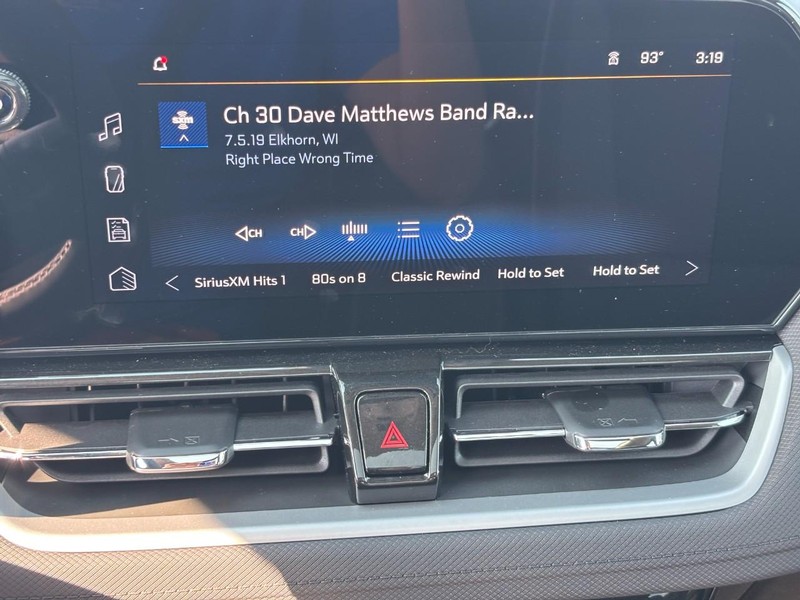 93° 3:19
sxm
Ch 30 Dave Matthews Band Ra...
7.5.19 Elkhorn, WI
Right Place Wrong Time
CH CH
SiriusXM Hits 1 80s on 8 Classic Rewind Hold to Set Hold to Set